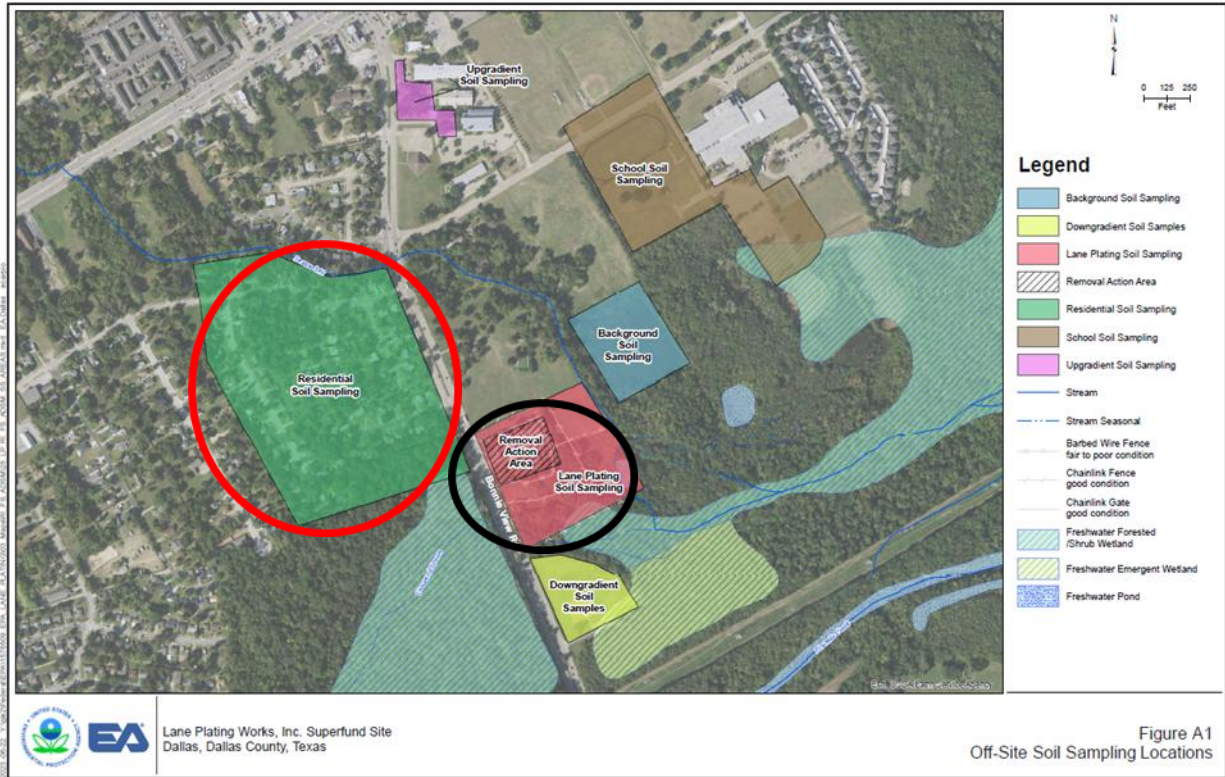 Upgradient
Soil Sampling
School Soil
Sampling
Background
Soil
Sampling
Residential
Soil Sampling
Removal
Action
Area
Lane Plating
Soil Sampling
Bonnie View R
Downgradient
Soil
Samples
N
0 125 250
Feet
Legend
Background Soil Sampling
Downgradient Soil Samples
Lane Plating Soil Sampling
Removal Action Area
Residential Soil Sampling
School Soil Sampling
Upgradient Soil Sampling
Stream
Stream Seasonal
Barbed Wire Fence
fair to poor condition
Chainlink Fence
good condition
Chainlink Gate
good condition
Freshwater Forested
/Shrub Wetland
Freshwater Emergent Wetland
Freshwater Pond
UNITED STATES
EA
Lane Plating Works, Inc. Superfund Site
Dallas, Dallas County, Texas
Figure A1
Off-Site Soil Sampling Locations